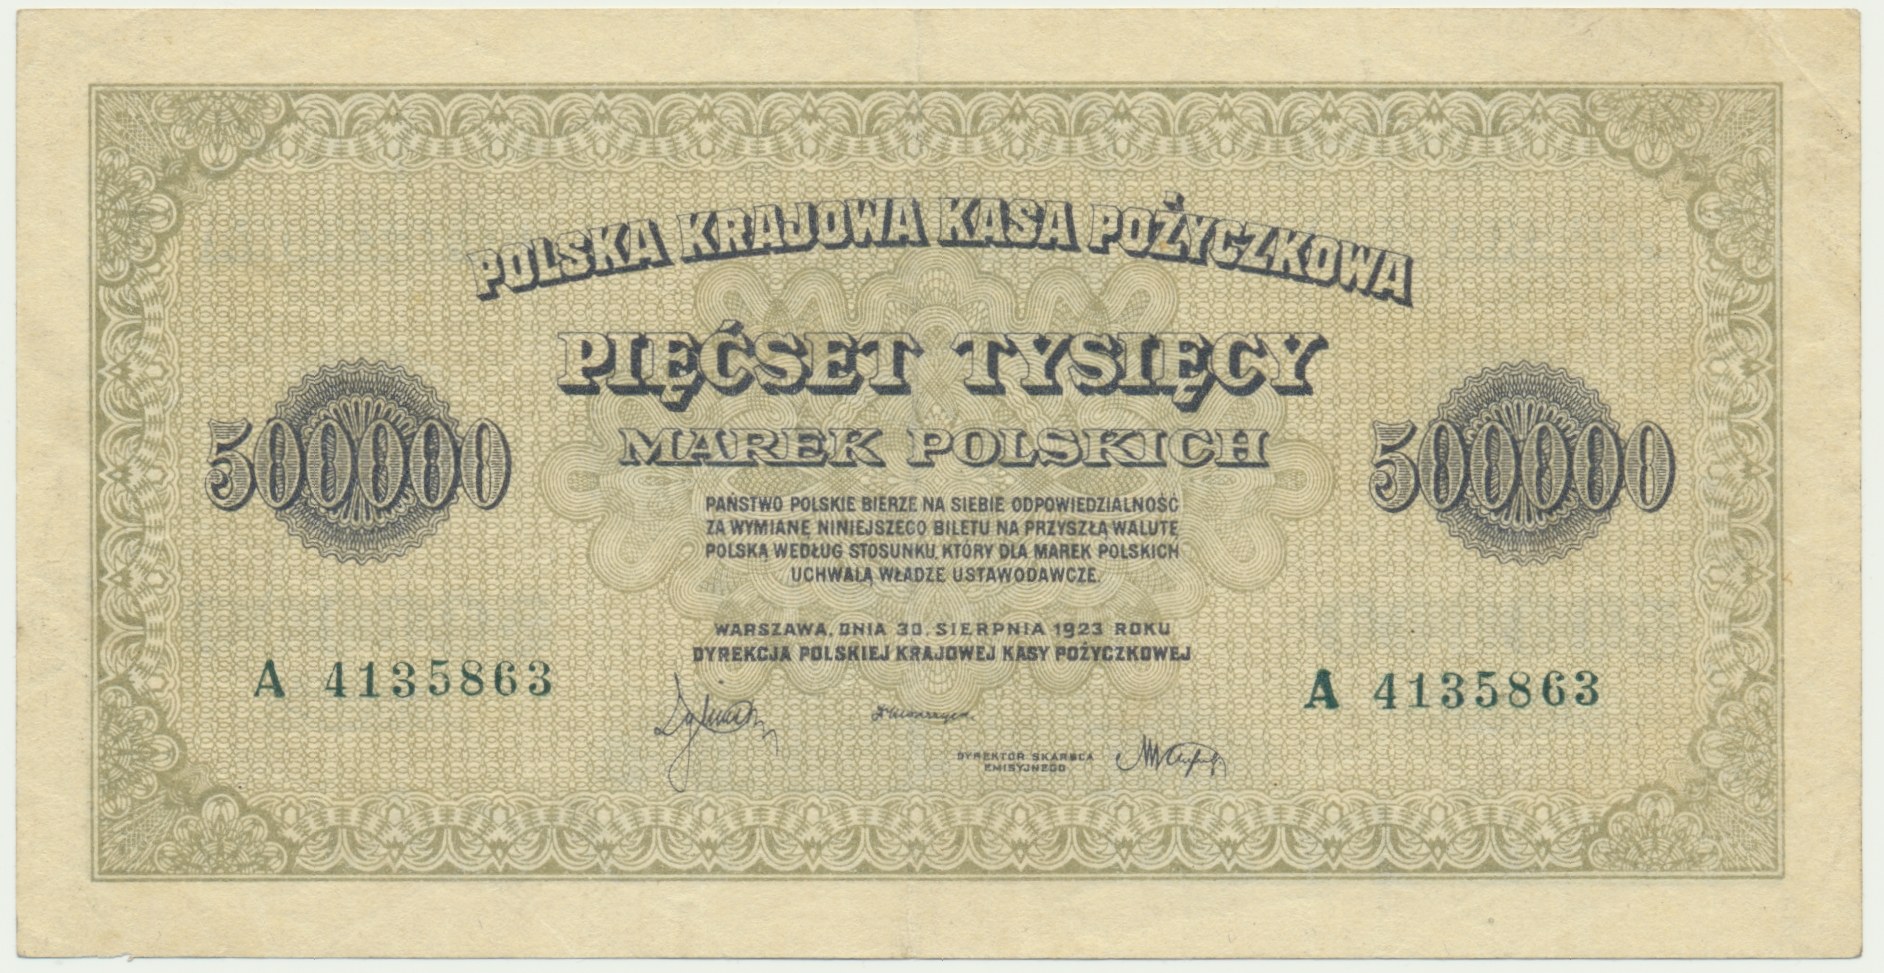 POLSKA KRAJOWA KASA POŻYCZKOWA
PIĘĆSET TYSIĘCY
MAREK POLSKICH
500000
500000
PAŃSTWO POLSKIE BIERZE NA SIEBIE ODPOWIEDZIALNOŚĆ
ZA WYMIANĘ NINIEJSZEGO BILETU NA PRZYSZŁĄ WALUTĘ
POLSKĄ WEDŁUG STOSUNKU, KTÓRY DLA MAREK POLSKICH
UCHWALĄ WŁADZE USTAWODAWCZE.
WARSZAWA, DNIA 30. SIERPNIA 1923 ROKU
DYREKCJA POLSKIEJ KRAJOWEJ KASY POŻYCZKOWEJ
A 4135863
A 4135863
DYREKTOR SKARBCA
EMISYJNEGO